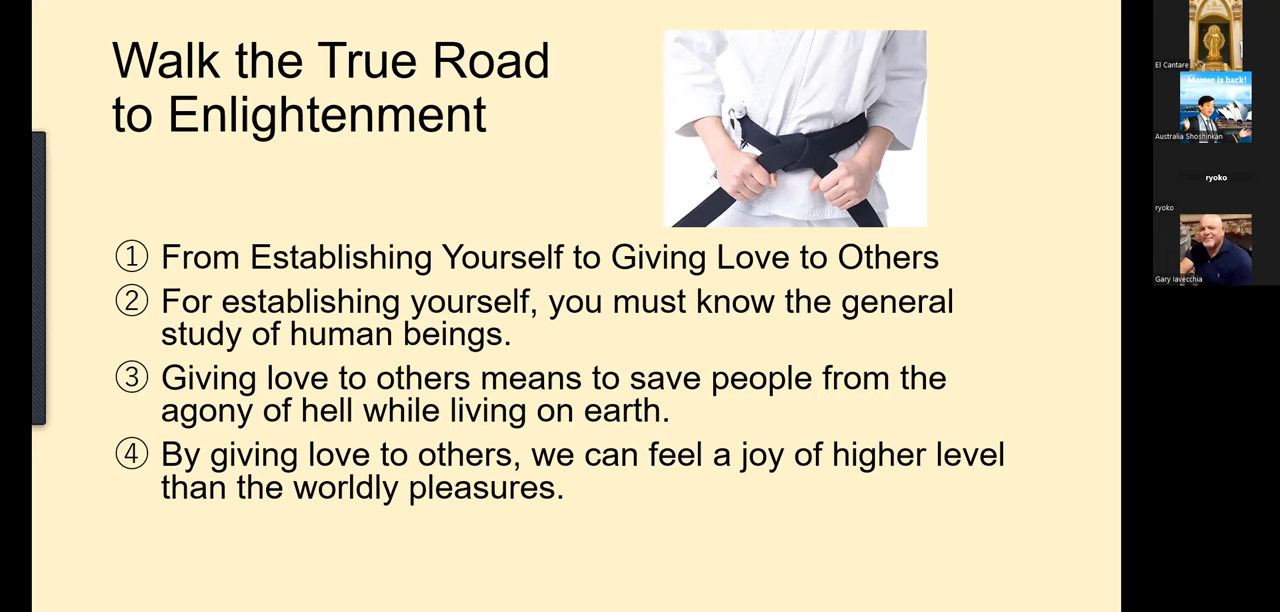 Walk the True Road
to Enlightenment
① From Establishing Yourself to Giving Love to Others
② For establishing yourself, you must know the general
study of human beings.
③ Giving love to others means to save people from the
agony of hell while living on earth.
④ By giving love to others, we can feel a joy of higher level
than the worldly pleasures.
El Cantare
Master is back!
Australia Shoshinkan
ryoko
ryoko
Gary Iavecchia